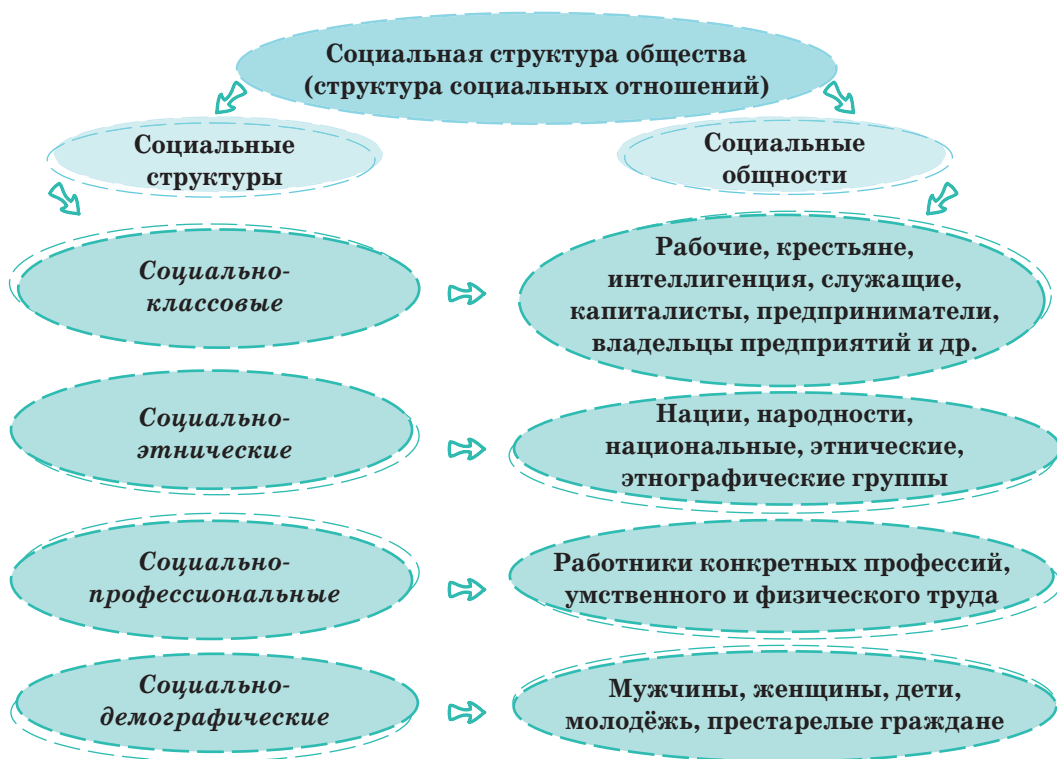 Социальная структура общества
(структура социальных отношений)
Социальные
структуры
Социальные
общности
Социально-
классовые
Рабочие, крестьяне,
интеллигенция, служащие,
капиталисты, предприниматели,
владельцы предприятий и др.
Социально-
этнические
Нации, народности,
национальные, этнические,
этнографические группы
Социально-
профессиональные
Работники конкретных профессий,
умственного и физического труда
Социально-
демографические
Мужчины, женщины, дети,
молодёжь, престарелые граждане